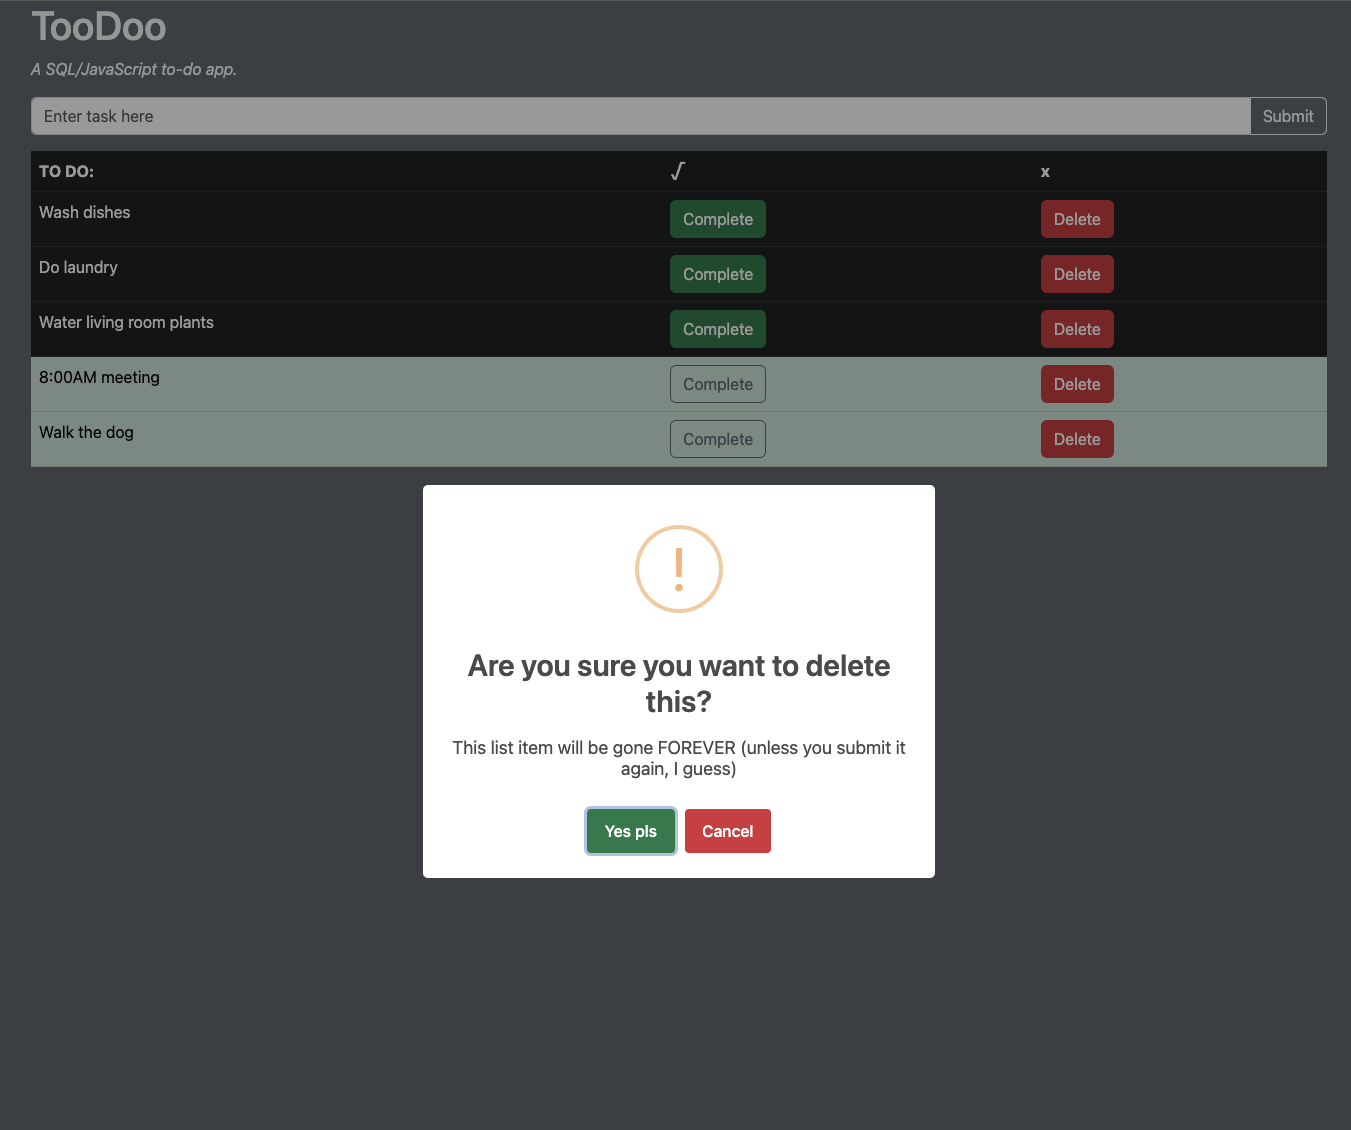 TooDoo
A SQL/JavaScript to-do app.
Enter task here Submit
TO DO: √ x
Wash dishes Complete Delete
Do laundry Complete Delete
Water living room plants Complete Delete
8:00AM meeting Complete Delete
Walk the dog Complete Delete
!
Are you sure you want to delete
this?
This list item will be gone FOREVER (unless you submit it
again, I guess)
Yes pls Cancel